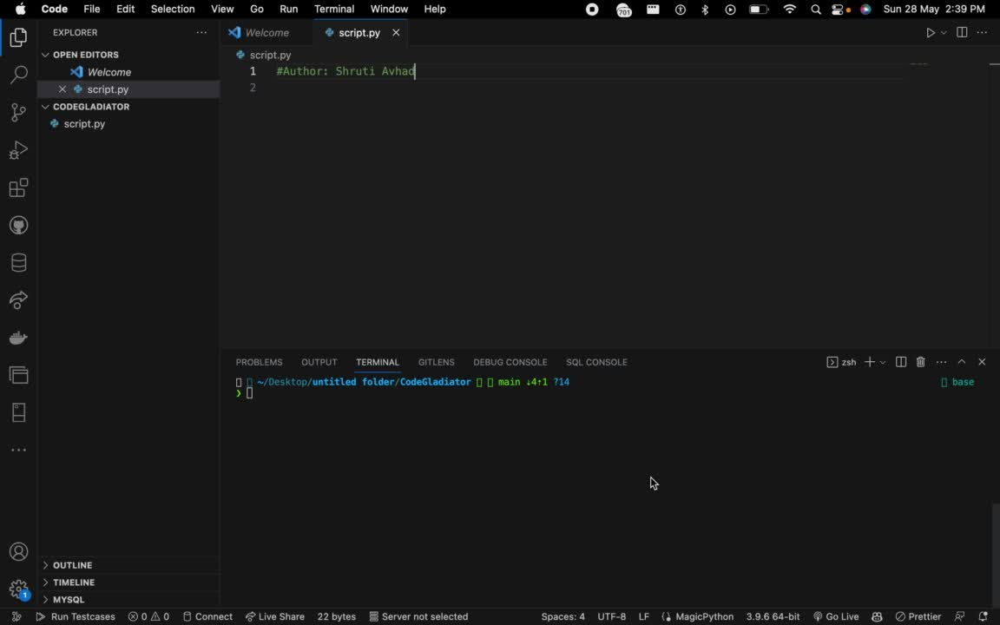 Code File Edit Selection View Go Run Terminal Window Help 701 Sun 28 May 2:39 PM
EXPLORER
OPEN EDITORS
Welcome
script.py
CODEGLADIATOR
script.py
OUTLINE
TIMELINE
MYSQL
Welcome script.py
script.py
1 #Author: Shruti Avhad
2
PROBLEMS OUTPUT TERMINAL GITLENS DEBUG CONSOLE SQL CONSOLE zsh
~/Desktop/untitled folder/CodeGladiator main ↓4↑1 ?14 base
❯
1
Run Testcases 0 0 Connect Live Share 22 bytes Server not selected Spaces: 4 UTF-8 LF MagicPython 3.9.6 64-bit Go Live Prettier